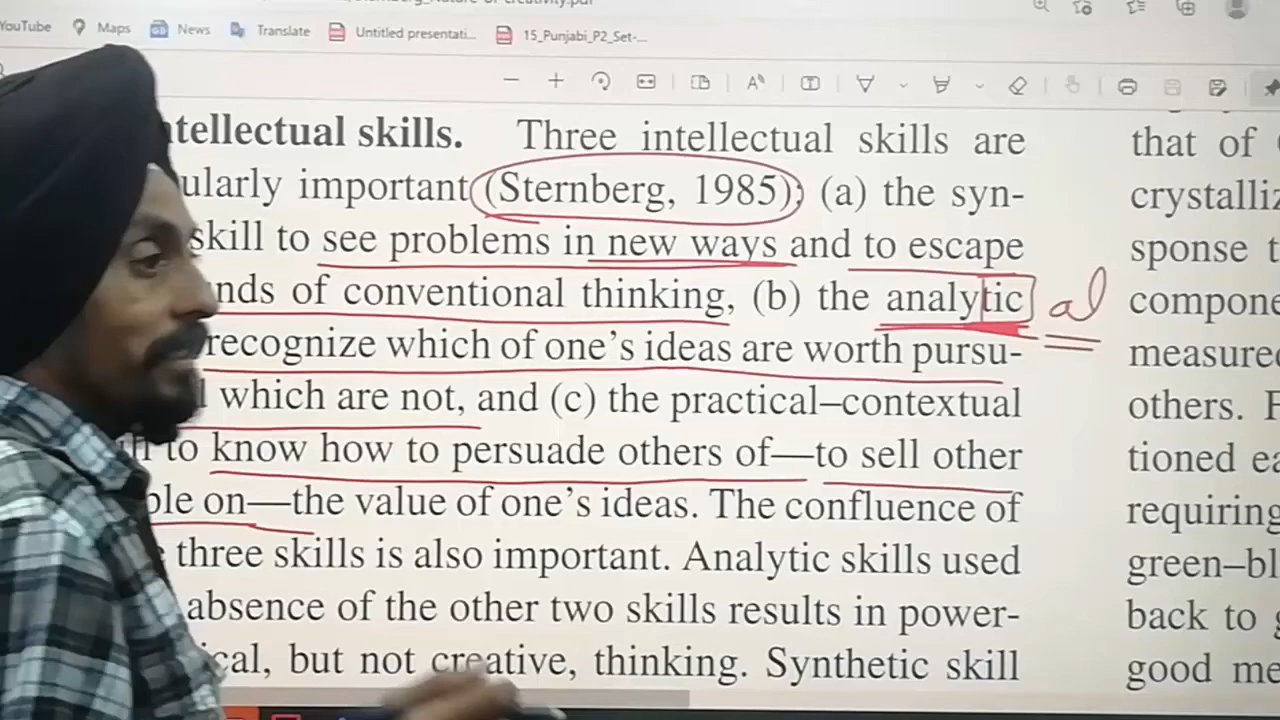 YouTube Maps News Translate Untitled presentati... 15_Punjabi_P2_Set-...
ntellectual skills. Three intellectual skills are
ularly important (Sternberg, 1985); (a) the syn-
skill to see problems in new ways and to escape
nds of conventional thinking, (b) the analytic al
recognize which of one's ideas are worth pursu-
which are not, and (c) the practical–contextual
to know how to persuade others of—to sell other
ple on—the value of one's ideas. The confluence of
three skills is also important. Analytic skills used
absence of the other two skills results in power-
ical, but not creative, thinking. Synthetic skill
that of
crystalliz
sponse t
compone
measured
others.
tioned ea
requiring
green–bl
back to g
good me